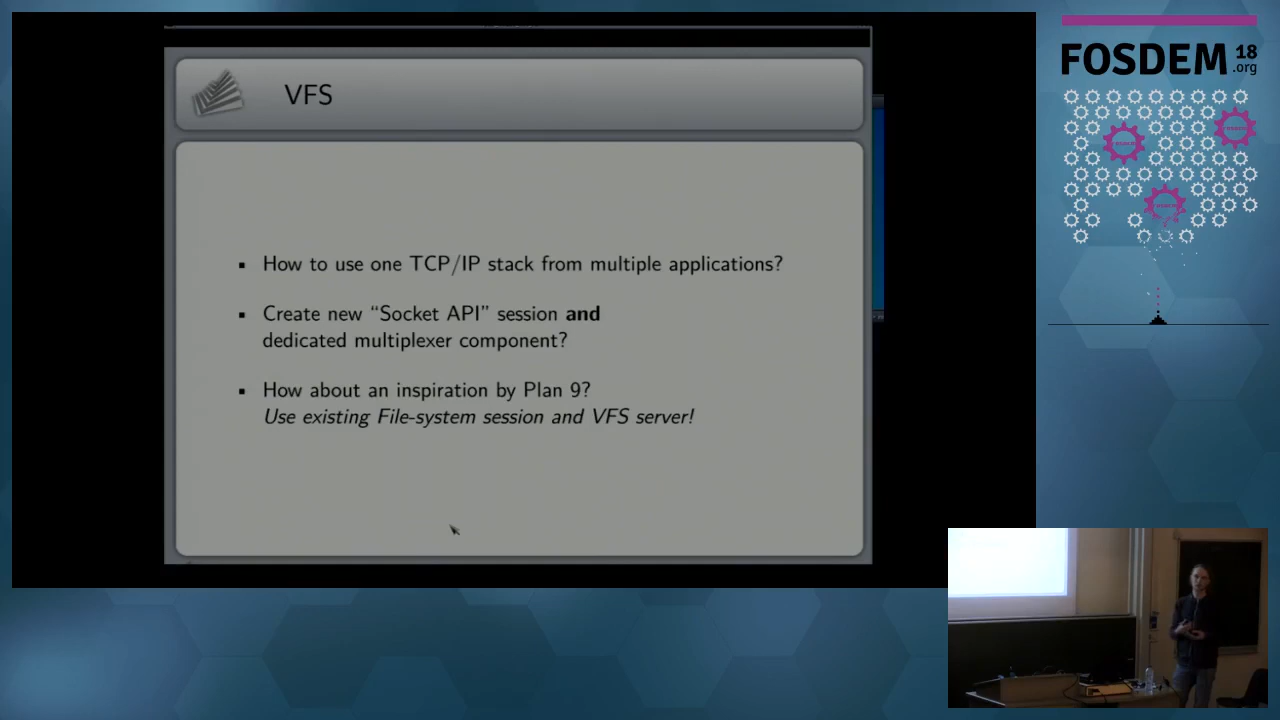 VFS
How to use one TCP/IP stack from multiple applications?
Create new “Socket API” session and
dedicated multiplexer component?
How about an inspiration by Plan 9?
Use existing File-system session and VFS server!
FOSDEM 18
.org